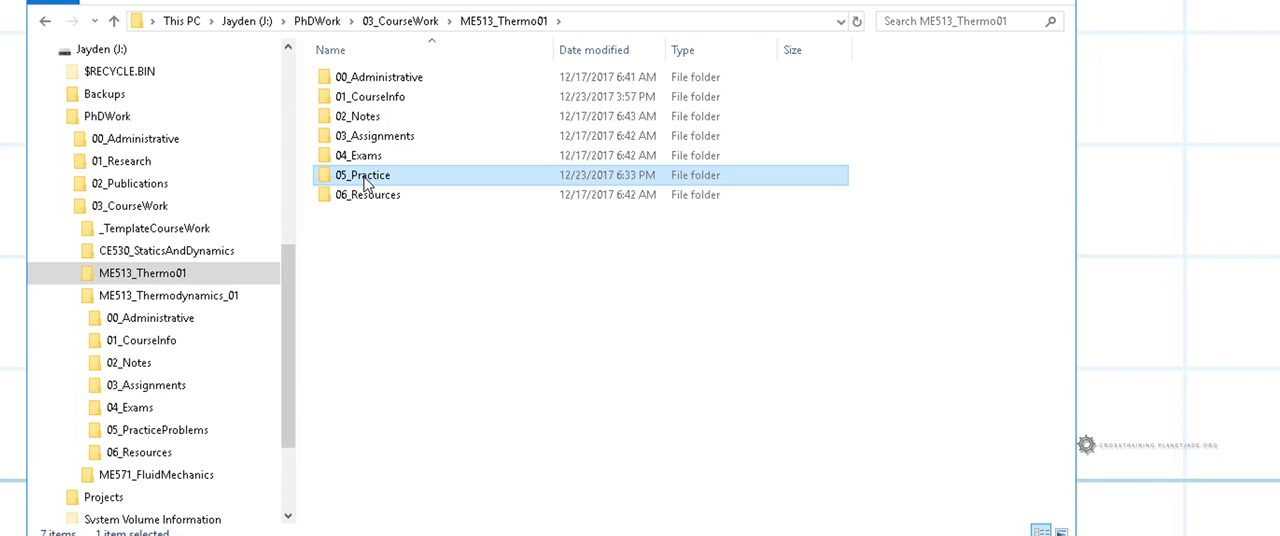 This PC > Jayden (J:) > PhDWork > 03_CourseWork > ME513_Thermo01 >
Search ME513_Thermo01
Jayden (J:)
$RECYCLE.BIN
Backups
PhDWork
00_Administrative
01_Research
02_Publications
03_CourseWork
_TemplateCourseWork
CE530_StaticsAndDynamics
ME513_Thermo01
ME513_Thermodynamics_01
00_Administrative
01_CourseInfo
02_Notes
03_Assignments
04_Exams
05_PracticeProblems
06_Resources
ME571_FluidMechanics
Projects
System Volume Information
Name Date modified Type Size
00_Administrative 12/17/2017 6:41 AM File folder
01_CourseInfo 12/23/2017 3:57 PM File folder
02_Notes 12/17/2017 6:43 AM File folder
03_Assignments 12/17/2017 6:42 AM File folder
04_Exams 12/17/2017 6:42 AM File folder
05_Practice 12/23/2017 6:33 PM File folder
06_Resources 12/17/2017 6:42 AM File folder
7 items 1 item selected
CROSSTRAINING.PLANETJADE.ORG